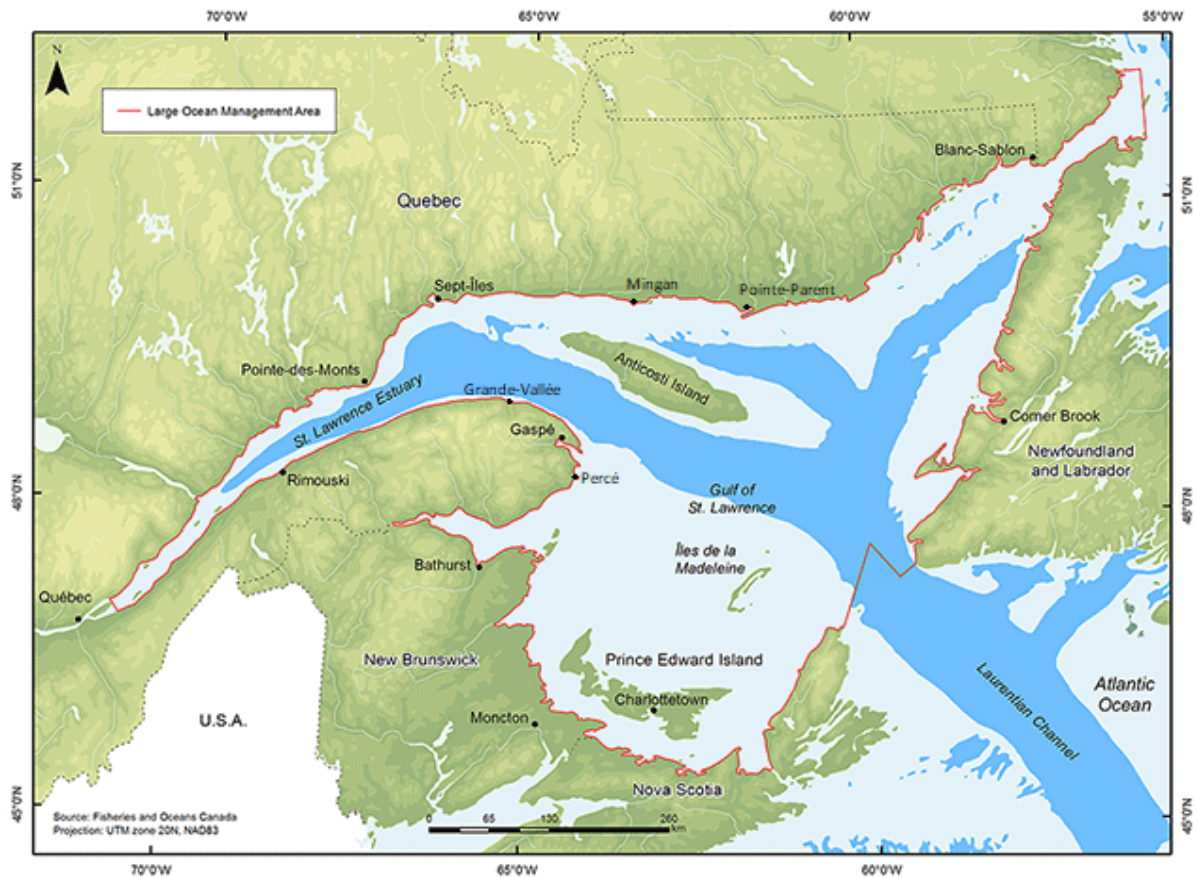 70°0'W
65°0'W
60°0'W
55°0'W
N
Large Ocean Management Area
51°0'N
51°0'N
Blanc-Sablon
Quebec
Sept-Îles
Mingan
Pointe-Parent
Pointe-des-Monts
Anticosti Island
Grande-Vallée
St. Lawrence Estuary
Gaspé
Corner Brook
Newfoundland
and Labrador
Rimouski
Percé
48°0'N
48°0'N
Gulf of
St. Lawrence
Îles de la
Madeleine
Bathurst
Québec
New Brunswick
Prince Edward Island
Charlottetown
Laurentian Channel
Atlantic
Ocean
U.S.A.
Moncton
Nova Scotia
45°0'N
45°0'N
Source: Fisheries and Oceans Canada
Projection: UTM zone 20N, NAD83
0 65 130 260
km
70°0'W
65°0'W
60°0'W